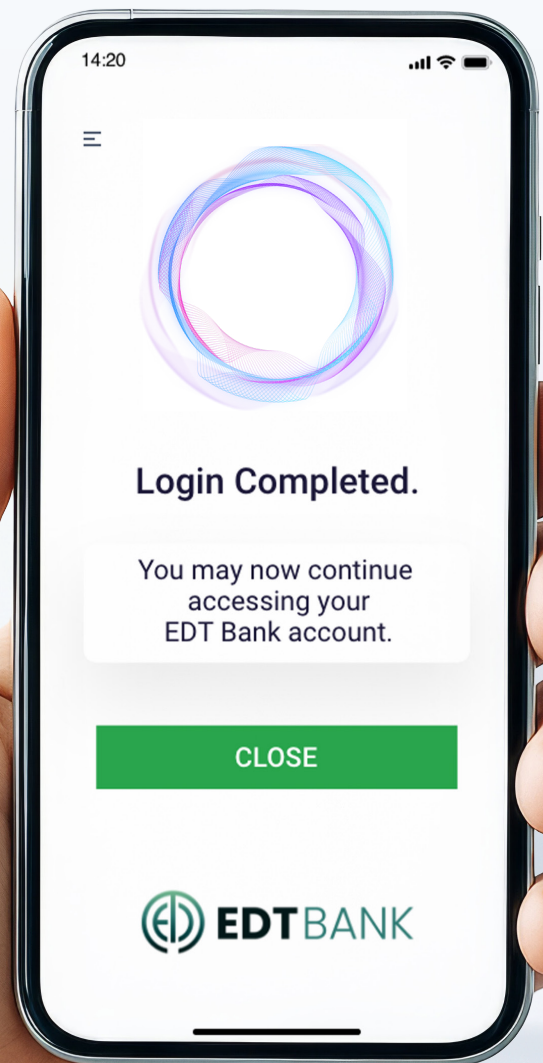 14:20
Login Completed.
You may now continue
accessing your
EDT Bank account.
CLOSE
EDTBANK